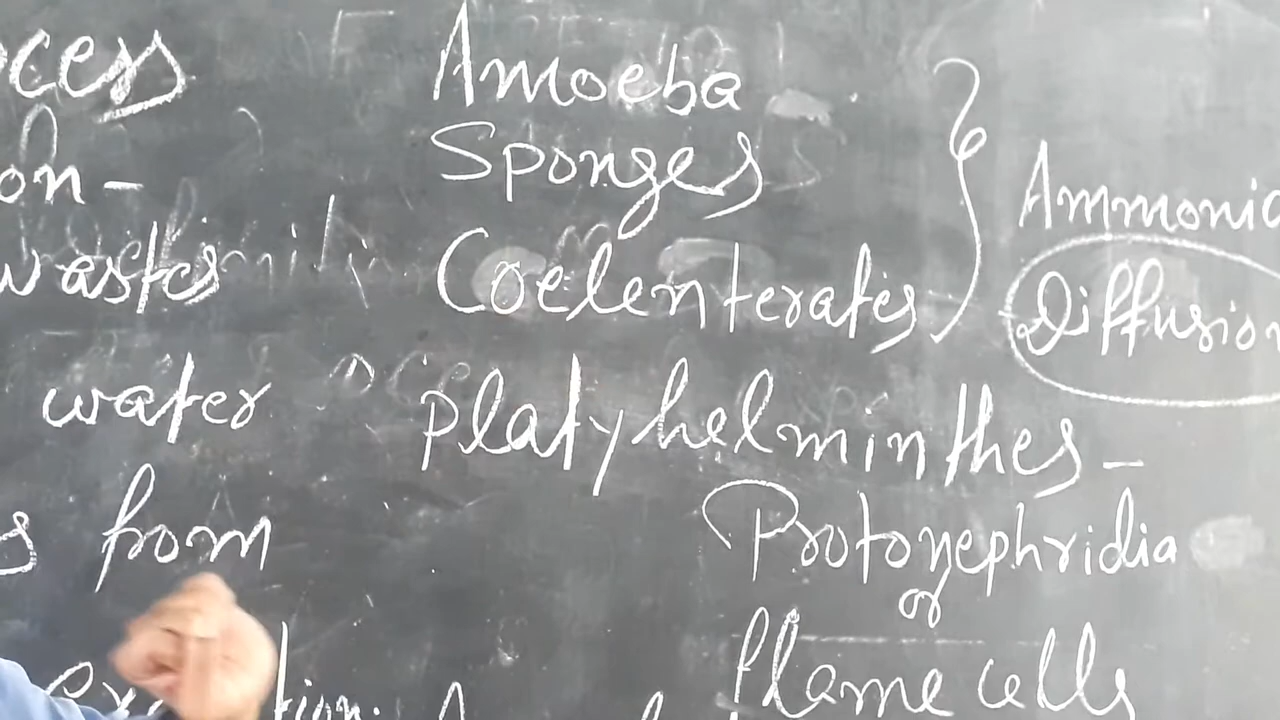 ocess
on-
wastes
water
s from
Amoeba
Sponges
Coelenterates
Ammonia
Diffusion
Platyhelminthes -
Protonephridia
or
flame cells